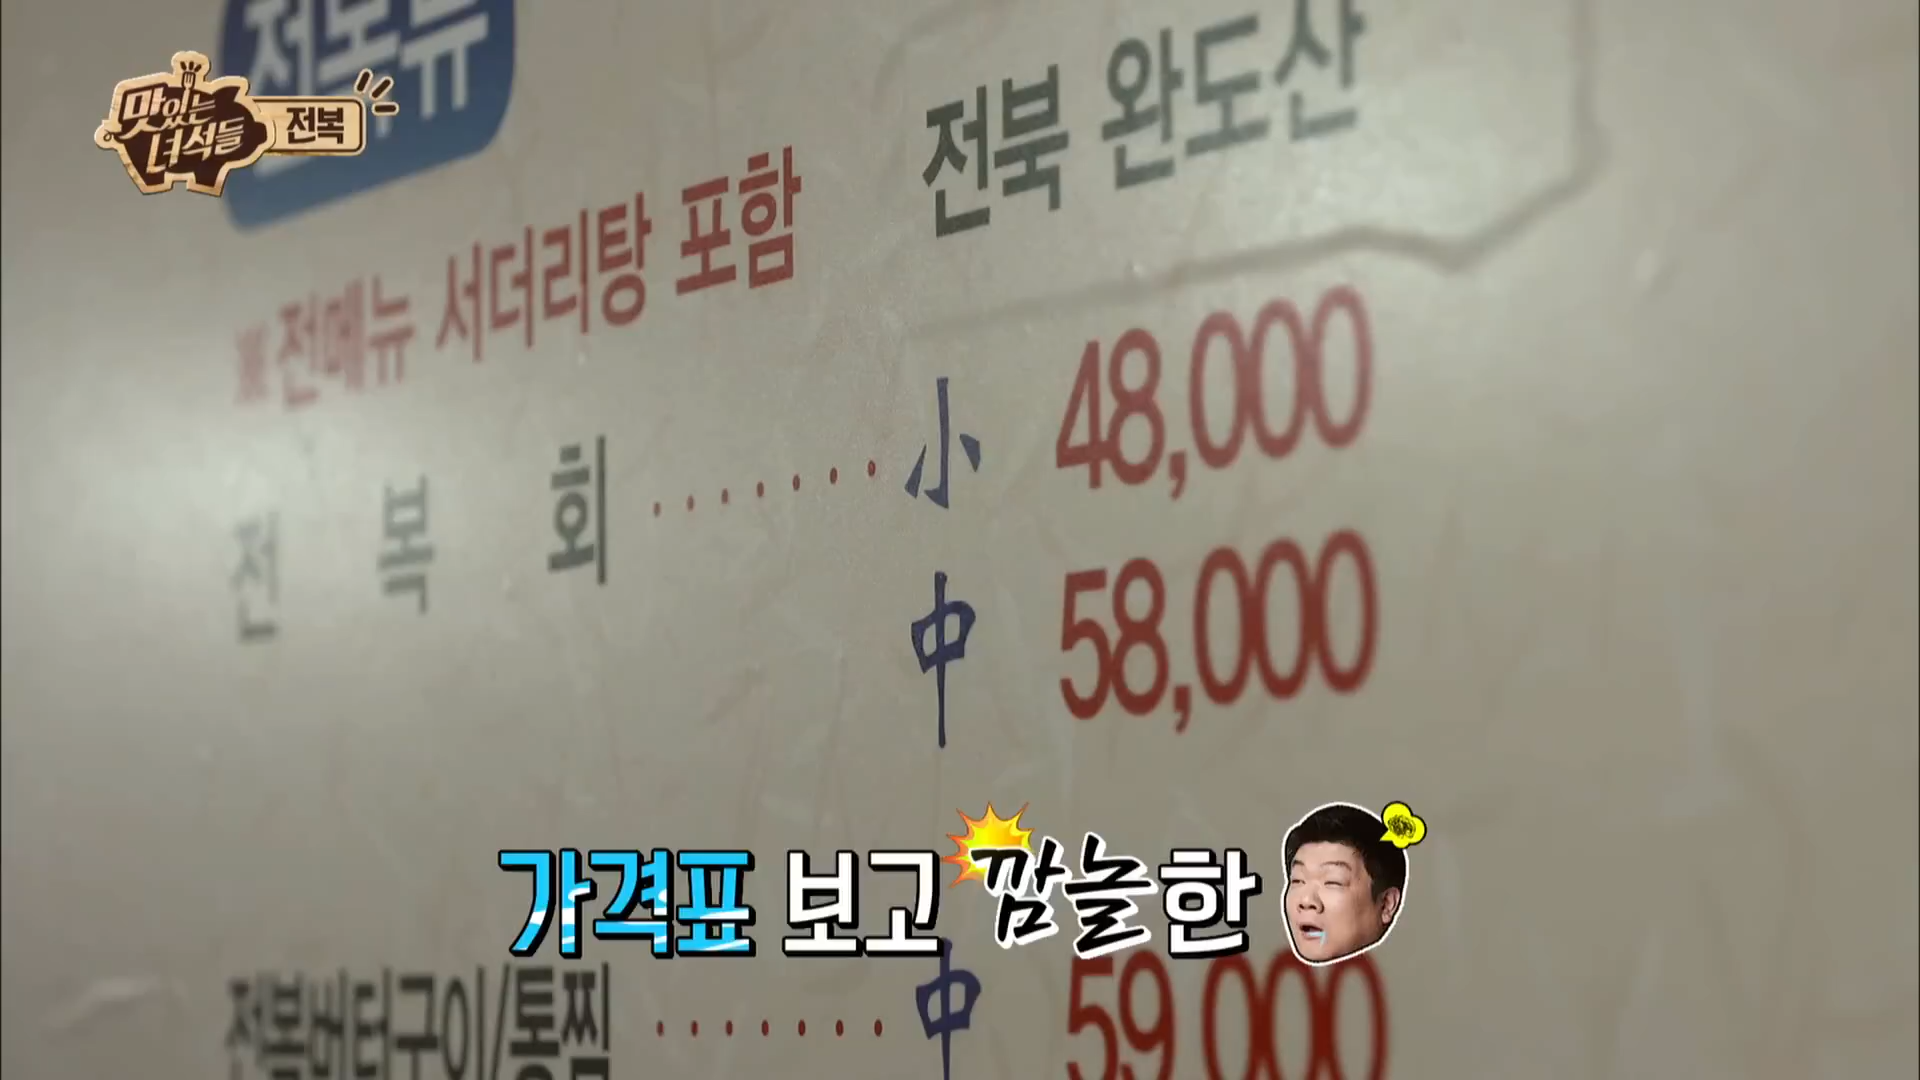 맛있는
녀석들
전복
전복류
전북 완도산
※전메뉴 서더리탕 포함
전 복 회 ······· 小 48,000
中 58,000
가격표 보고 깜놀한
전복버터구이/통찜 ······· 中 59,000